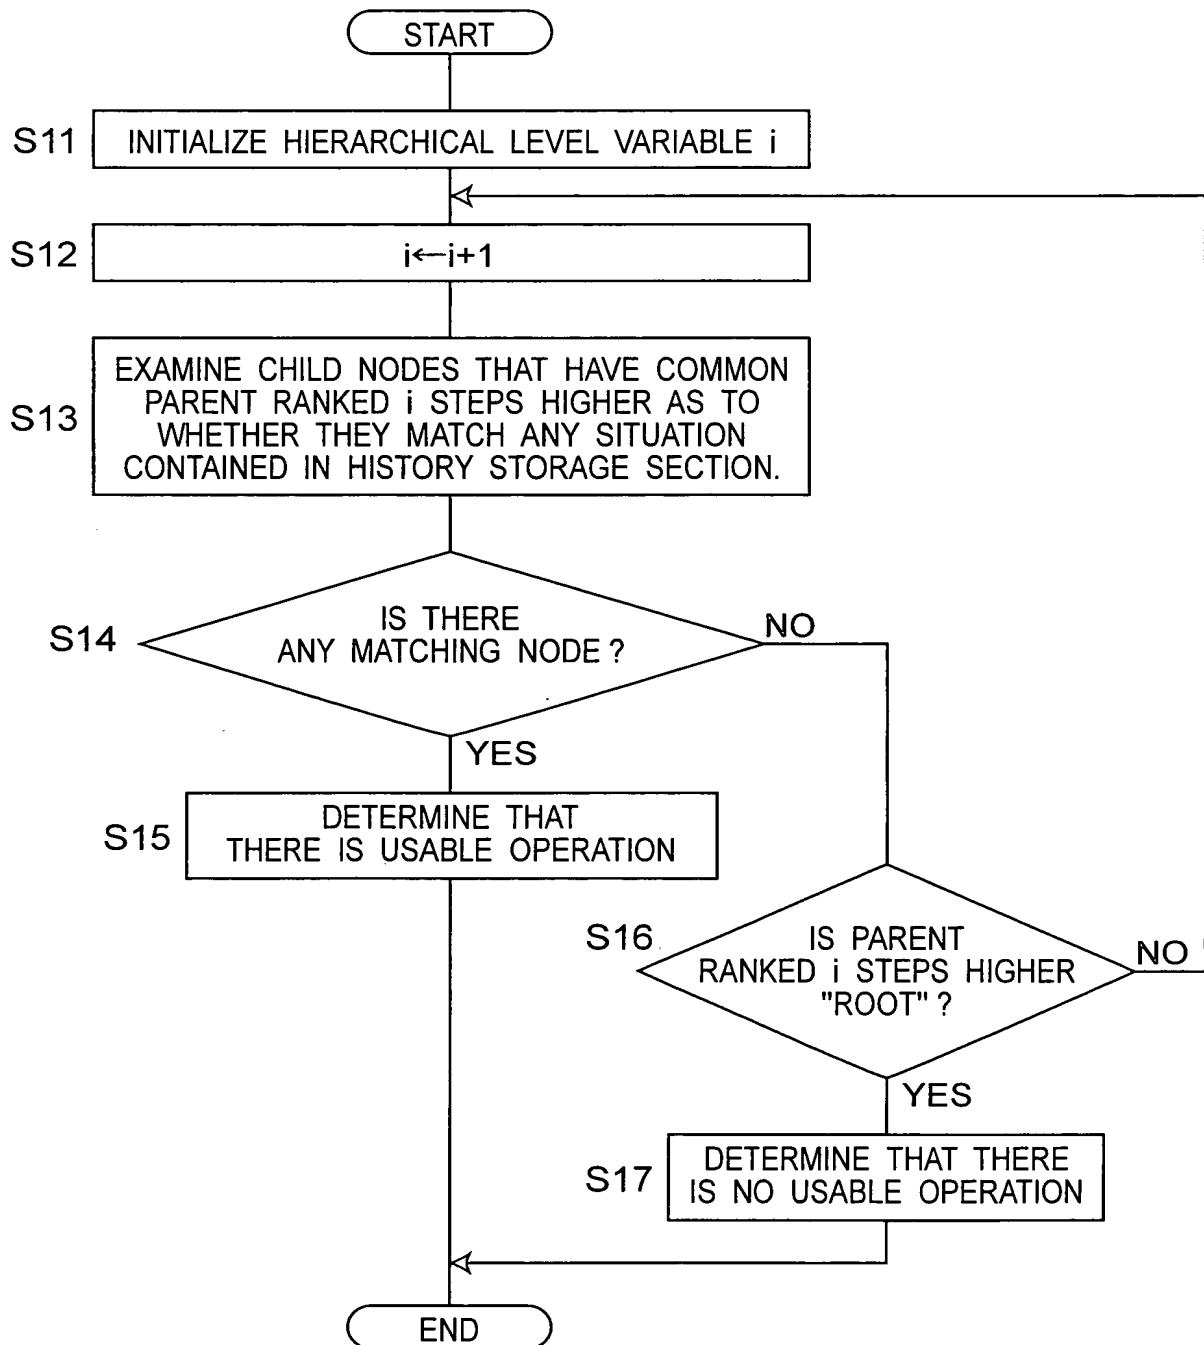 START
S11
INITIALIZE HIERARCHICAL LEVEL VARIABLE i
S12
i←i+1
S13
EXAMINE CHILD NODES THAT HAVE COMMON
PARENT RANKED i STEPS HIGHER AS TO
WHETHER THEY MATCH ANY SITUATION
CONTAINED IN HISTORY STORAGE SECTION.
S14
IS THERE
ANY MATCHING NODE ?
NO
YES
S15
DETERMINE THAT
THERE IS USABLE OPERATION
S16
IS PARENT
RANKED i STEPS HIGHER
"ROOT" ?
NO
YES
S17
DETERMINE THAT THERE
IS NO USABLE OPERATION
END